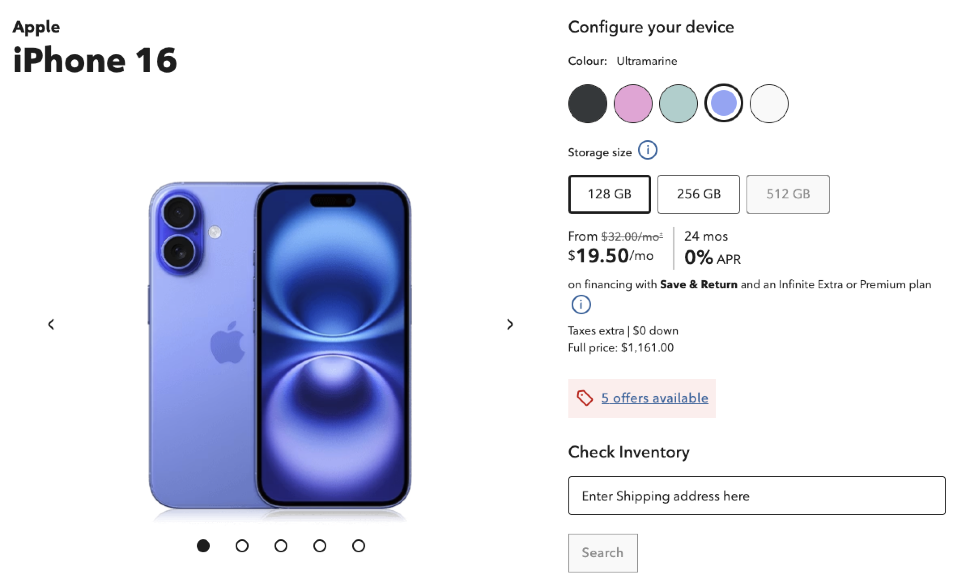 Apple
iPhone 16
Configure your device
Colour: Ultramarine
Storage size i
128 GB
256 GB
512 GB
From $32.00/mo‡
$19.50/mo
24 mos
0% APR
on financing with Save & Return and an Infinite Extra or Premium plan
i
Taxes extra | $0 down
Full price: $1,161.00
5 offers available
Check Inventory
Enter Shipping address here
Search